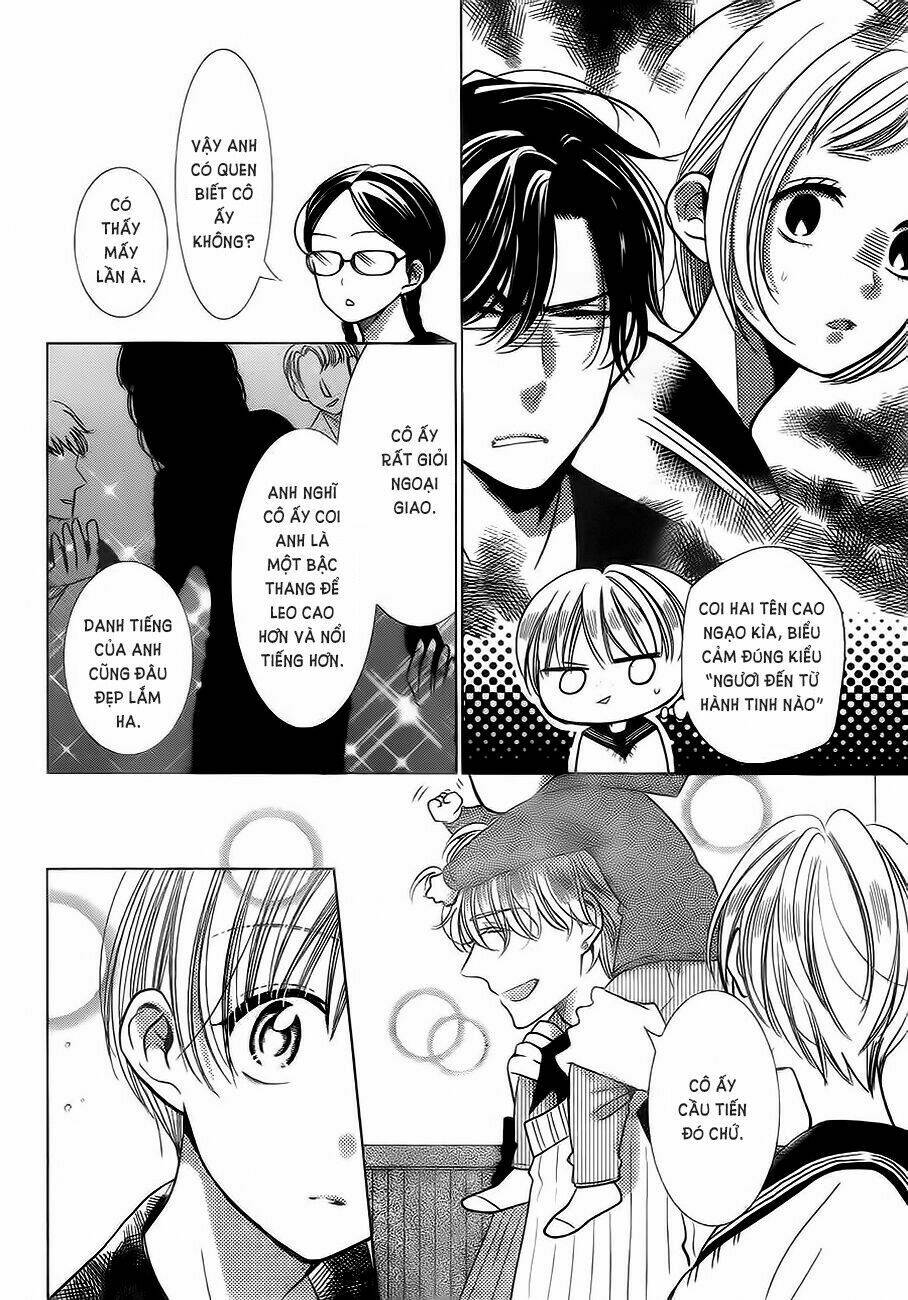 COI HAI TÊN CAO
NGẠO KÌA, BIỂU
CẢM ĐÚNG KIỂU
“NGƯƠI ĐẾN TỪ
HÀNH TINH NÀO”
VẬY ANH
CÓ QUEN
BIẾT CÔ
ẤY
KHÔNG?
CÓ
THẤY
MẤY
LẦN À.
CÔ ẤY
RẤT GIỎI
NGOẠI
GIAO.
ANH NGHĨ
CÔ ẤY COI
ANH LÀ
MỘT BẬC
THANG ĐỂ
LEO CAO
HƠN VÀ NỔI
TIẾNG HƠN.
DANH TIẾNG
CỦA ANH
CŨNG ĐÂU
ĐẸP LẮM
HA.
CÔ ẤY
CẦU TIẾN
ĐÓ CHỨ.